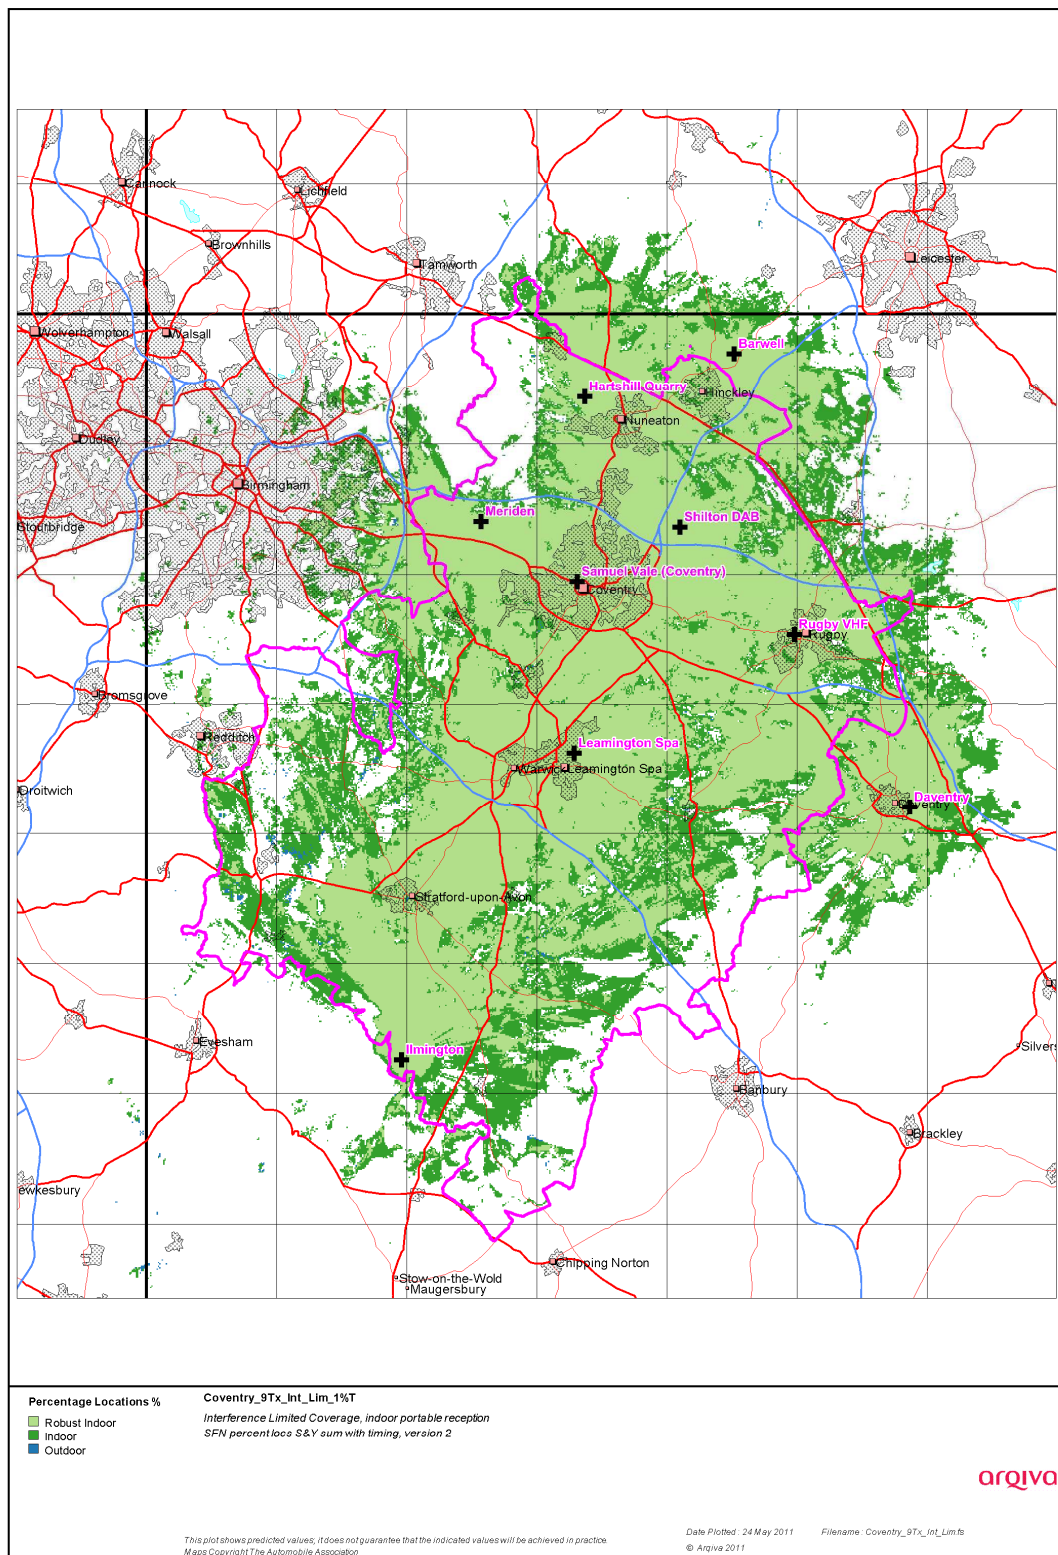 Cannock
Lichfield
Brownhills
Tamworth
Leicester
Wolverhampton
Walsall
Barwell
Hartshill Quarry
Hinckley
Nuneaton
Dudley
Birmingham
Stourbridge
Meriden
Shilton DAB
Samuel Vale (Coventry)
Coventry
Rugby VHF
Rugby
Bromsgrove
Redditch
Leamington Spa
Warwick
Leamington Spa
Droitwich
Daventry
Daventry
Stratford-upon-Avon
Evesham
Ilmington
Silvers
Banbury
Brackley
ewkesbury
Chipping Norton
Stow-on-the-Wold
Maugersbury
Percentage Locations %
Robust Indoor
Indoor
Outdoor
Coventry_9Tx_Int_Lim_1%T
Interference Limited Coverage, indoor portable reception
SFN percent locs S&Y sum with timing, version 2
arqiva
This plot shows predicted values; it does not guarantee that the indicated values will be achieved in practice
Maps Copyright The Automobile Association
Date Plotted : 24 May 2011
Filename : Coventry_9Tx_Int_Lim.fs
© Arqiva 2011